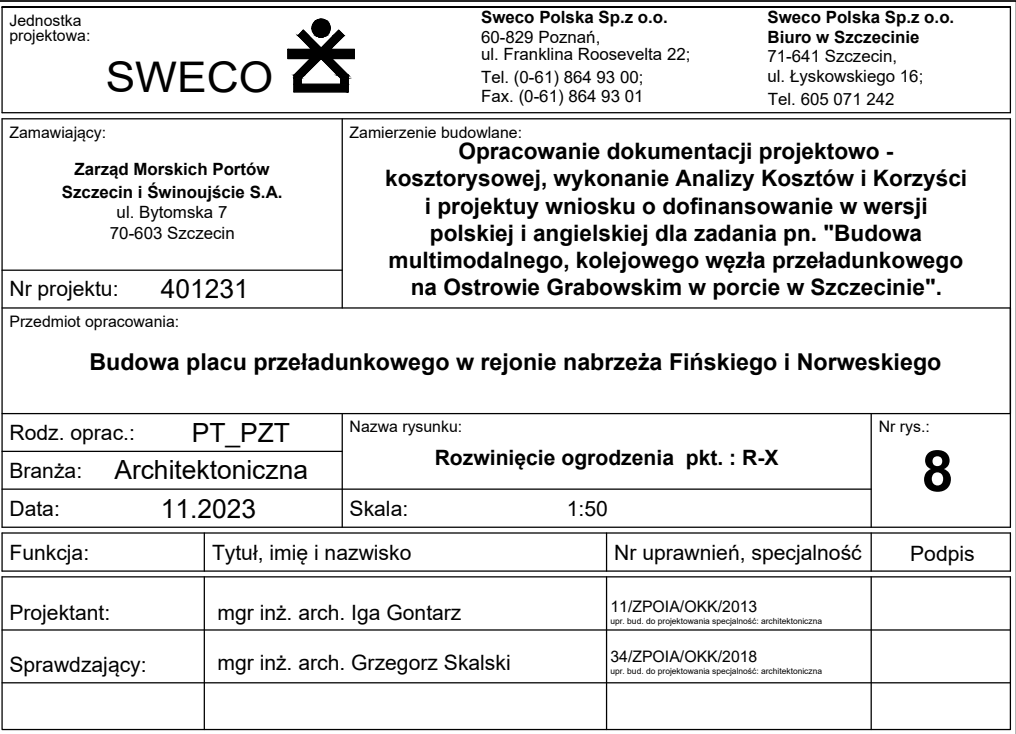 Jednostka
projektowa:
SWECO
Sweco Polska Sp.z o.o.
60-829 Poznań,
ul. Franklina Roosevelta 22;
Tel. (0-61) 864 93 00;
Fax. (0-61) 864 93 01
Sweco Polska Sp.z o.o.
Biuro w Szczecinie
71-641 Szczecin,
ul. Łyskowskiego 16;
Tel. 605 071 242
Zamawiający:
Zarząd Morskich Portów
Szczecin i Świnoujście S.A.
ul. Bytomska 7
70-603 Szczecin
Nr projektu: 401231
Zamierzenie budowlane:
Opracowanie dokumentacji projektowo -
kosztorysowej, wykonanie Analizy Kosztów i Korzyści
i projektuy wniosku o dofinansowanie w wersji
polskiej i angielskiej dla zadania pn. "Budowa
multimodalnego, kolejowego węzła przeładunkowego
na Ostrowie Grabowskim w porcie w Szczecinie".
Przedmiot opracowania:
Budowa placu przeładunkowego w rejonie nabrzeża Fińskiego i Norweskiego
Rodz. oprac.: PT_PZT
Branża: Architektoniczna
Data: 11.2023
Nazwa rysunku:
Rozwinięcie ogrodzenia pkt. : R-X
Skala: 1:50
Nr rys.:
8
Funkcja: Tytuł, imię i nazwisko Nr uprawnień, specjalność Podpis
Projektant: mgr inż. arch. Iga Gontarz 11/ZPOIA/OKK/2013
upr. bud. do projektowania specjalność: architektoniczna
Sprawdzający: mgr inż. arch. Grzegorz Skalski 34/ZPOIA/OKK/2018
upr. bud. do projektowania specjalność: architektoniczna